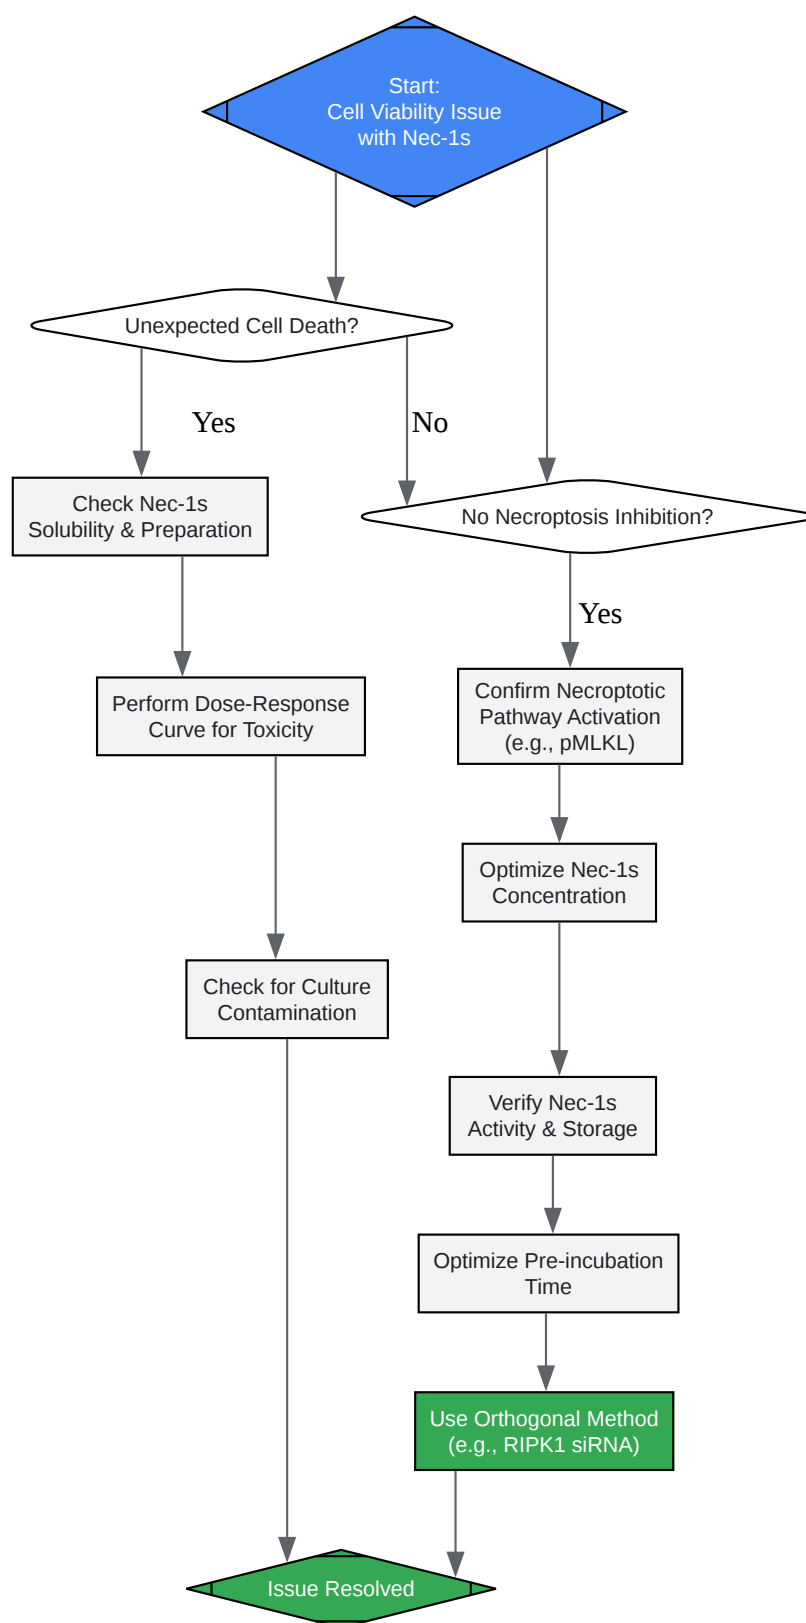 Start:
Cell Viability Issue
with Nec-1s
Unexpected Cell Death?
Yes
No
Check Nec-1s
Solubility & Preparation
No Necroptosis Inhibition?
Yes
Perform Dose-Response
Curve for Toxicity
Confirm Necroptotic
Pathway Activation
(e.g., pMLKL)
Optimize Nec-1s
Concentration
Check for Culture
Contamination
Verify Nec-1s
Activity & Storage
Optimize Pre-incubation
Time
Use Orthogonal Method
(e.g., RIPK1 siRNA)
Issue Resolved